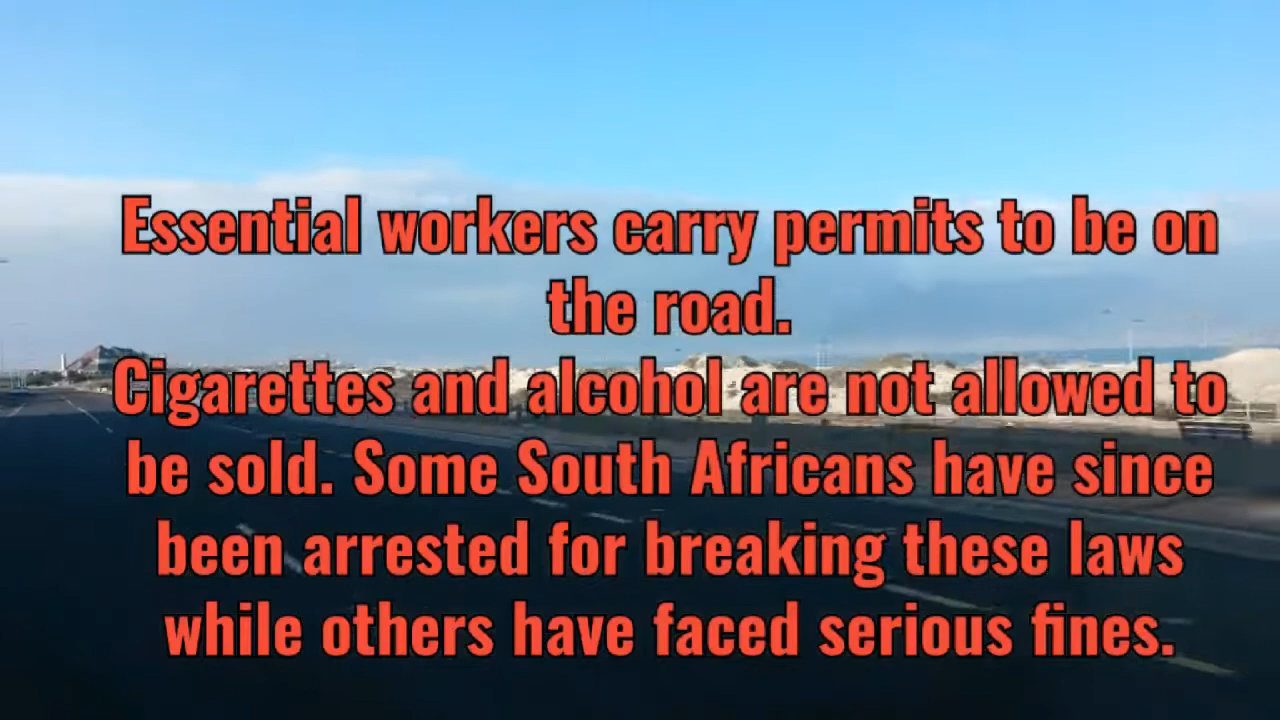 Essential workers carry permits to be on
the road.
Cigarettes and alcohol are not allowed to
be sold. Some South Africans have since
been arrested for breaking these laws
while others have faced serious fines.